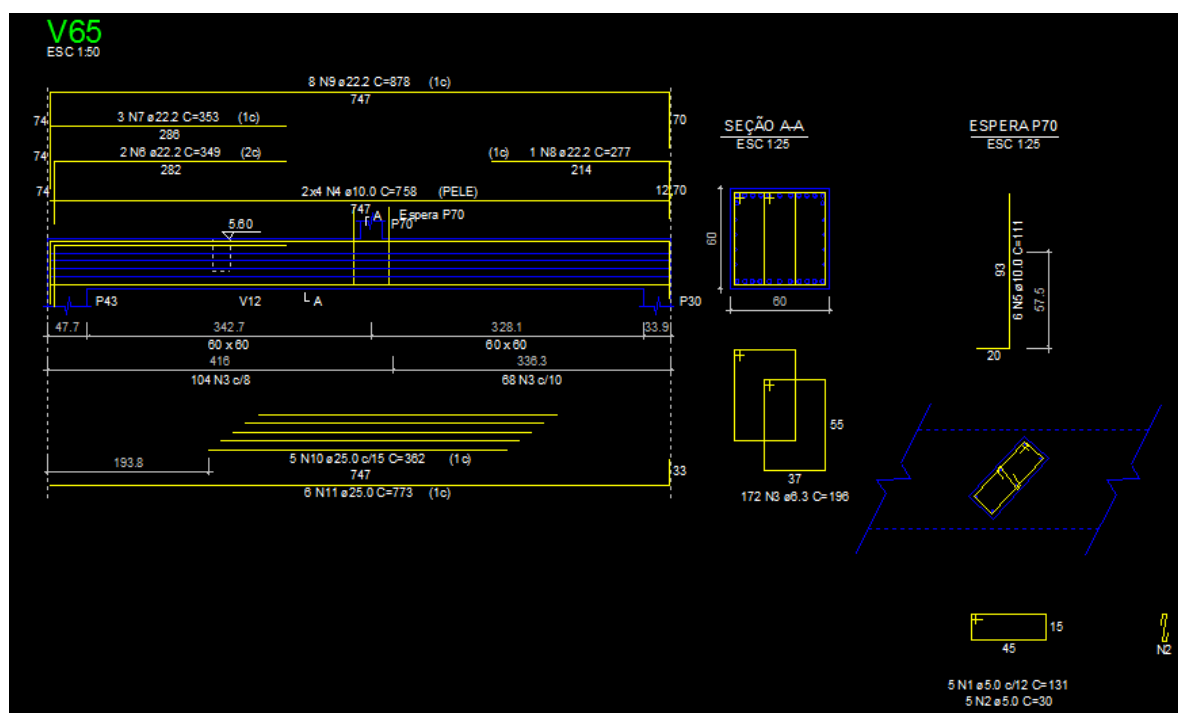 V65
ESC 1:50
8 N9 ø22.2 C=878 (1c)
747
74
70
3 N7 ø22.2 C=353 (1c)
286
74
2 N6 ø22.2 C=349 (2c)
282
(1c) 1 N8 ø22.2 C=277
214
74
70
2x4 N4 ø10.0 C=758 (PELE)
747
12
A
Espera P70
P70
5.60
P43
V12
A
P30
47.7
342.7
328.1
33.9
60 x 60
60 x 60
416
336.3
104 N3 c/8
68 N3 c/10
193.8
5 N10 ø25.0 c/15 C=362 (1c)
747
33
6 N11 ø25.0 C=773 (1c)
SEÇÃO A-A
ESC 1:25
60
60
55
37
172 N3 ø6.3 C=196
ESPERA P70
ESC 1:25
93
6 N5 ø10.0 C=111
57.5
20
15
45
N2
5 N1 ø5.0 c/12 C=131
5 N2 ø5.0 C=30